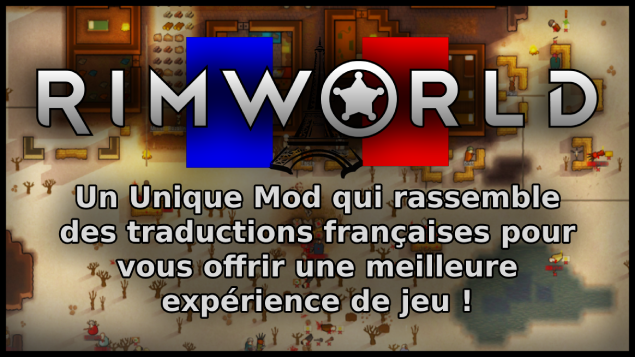 RIMWORLD
Un Unique Mod qui rassemble
des traductions françaises pour
vous offrir une meilleure
expérience de jeu !